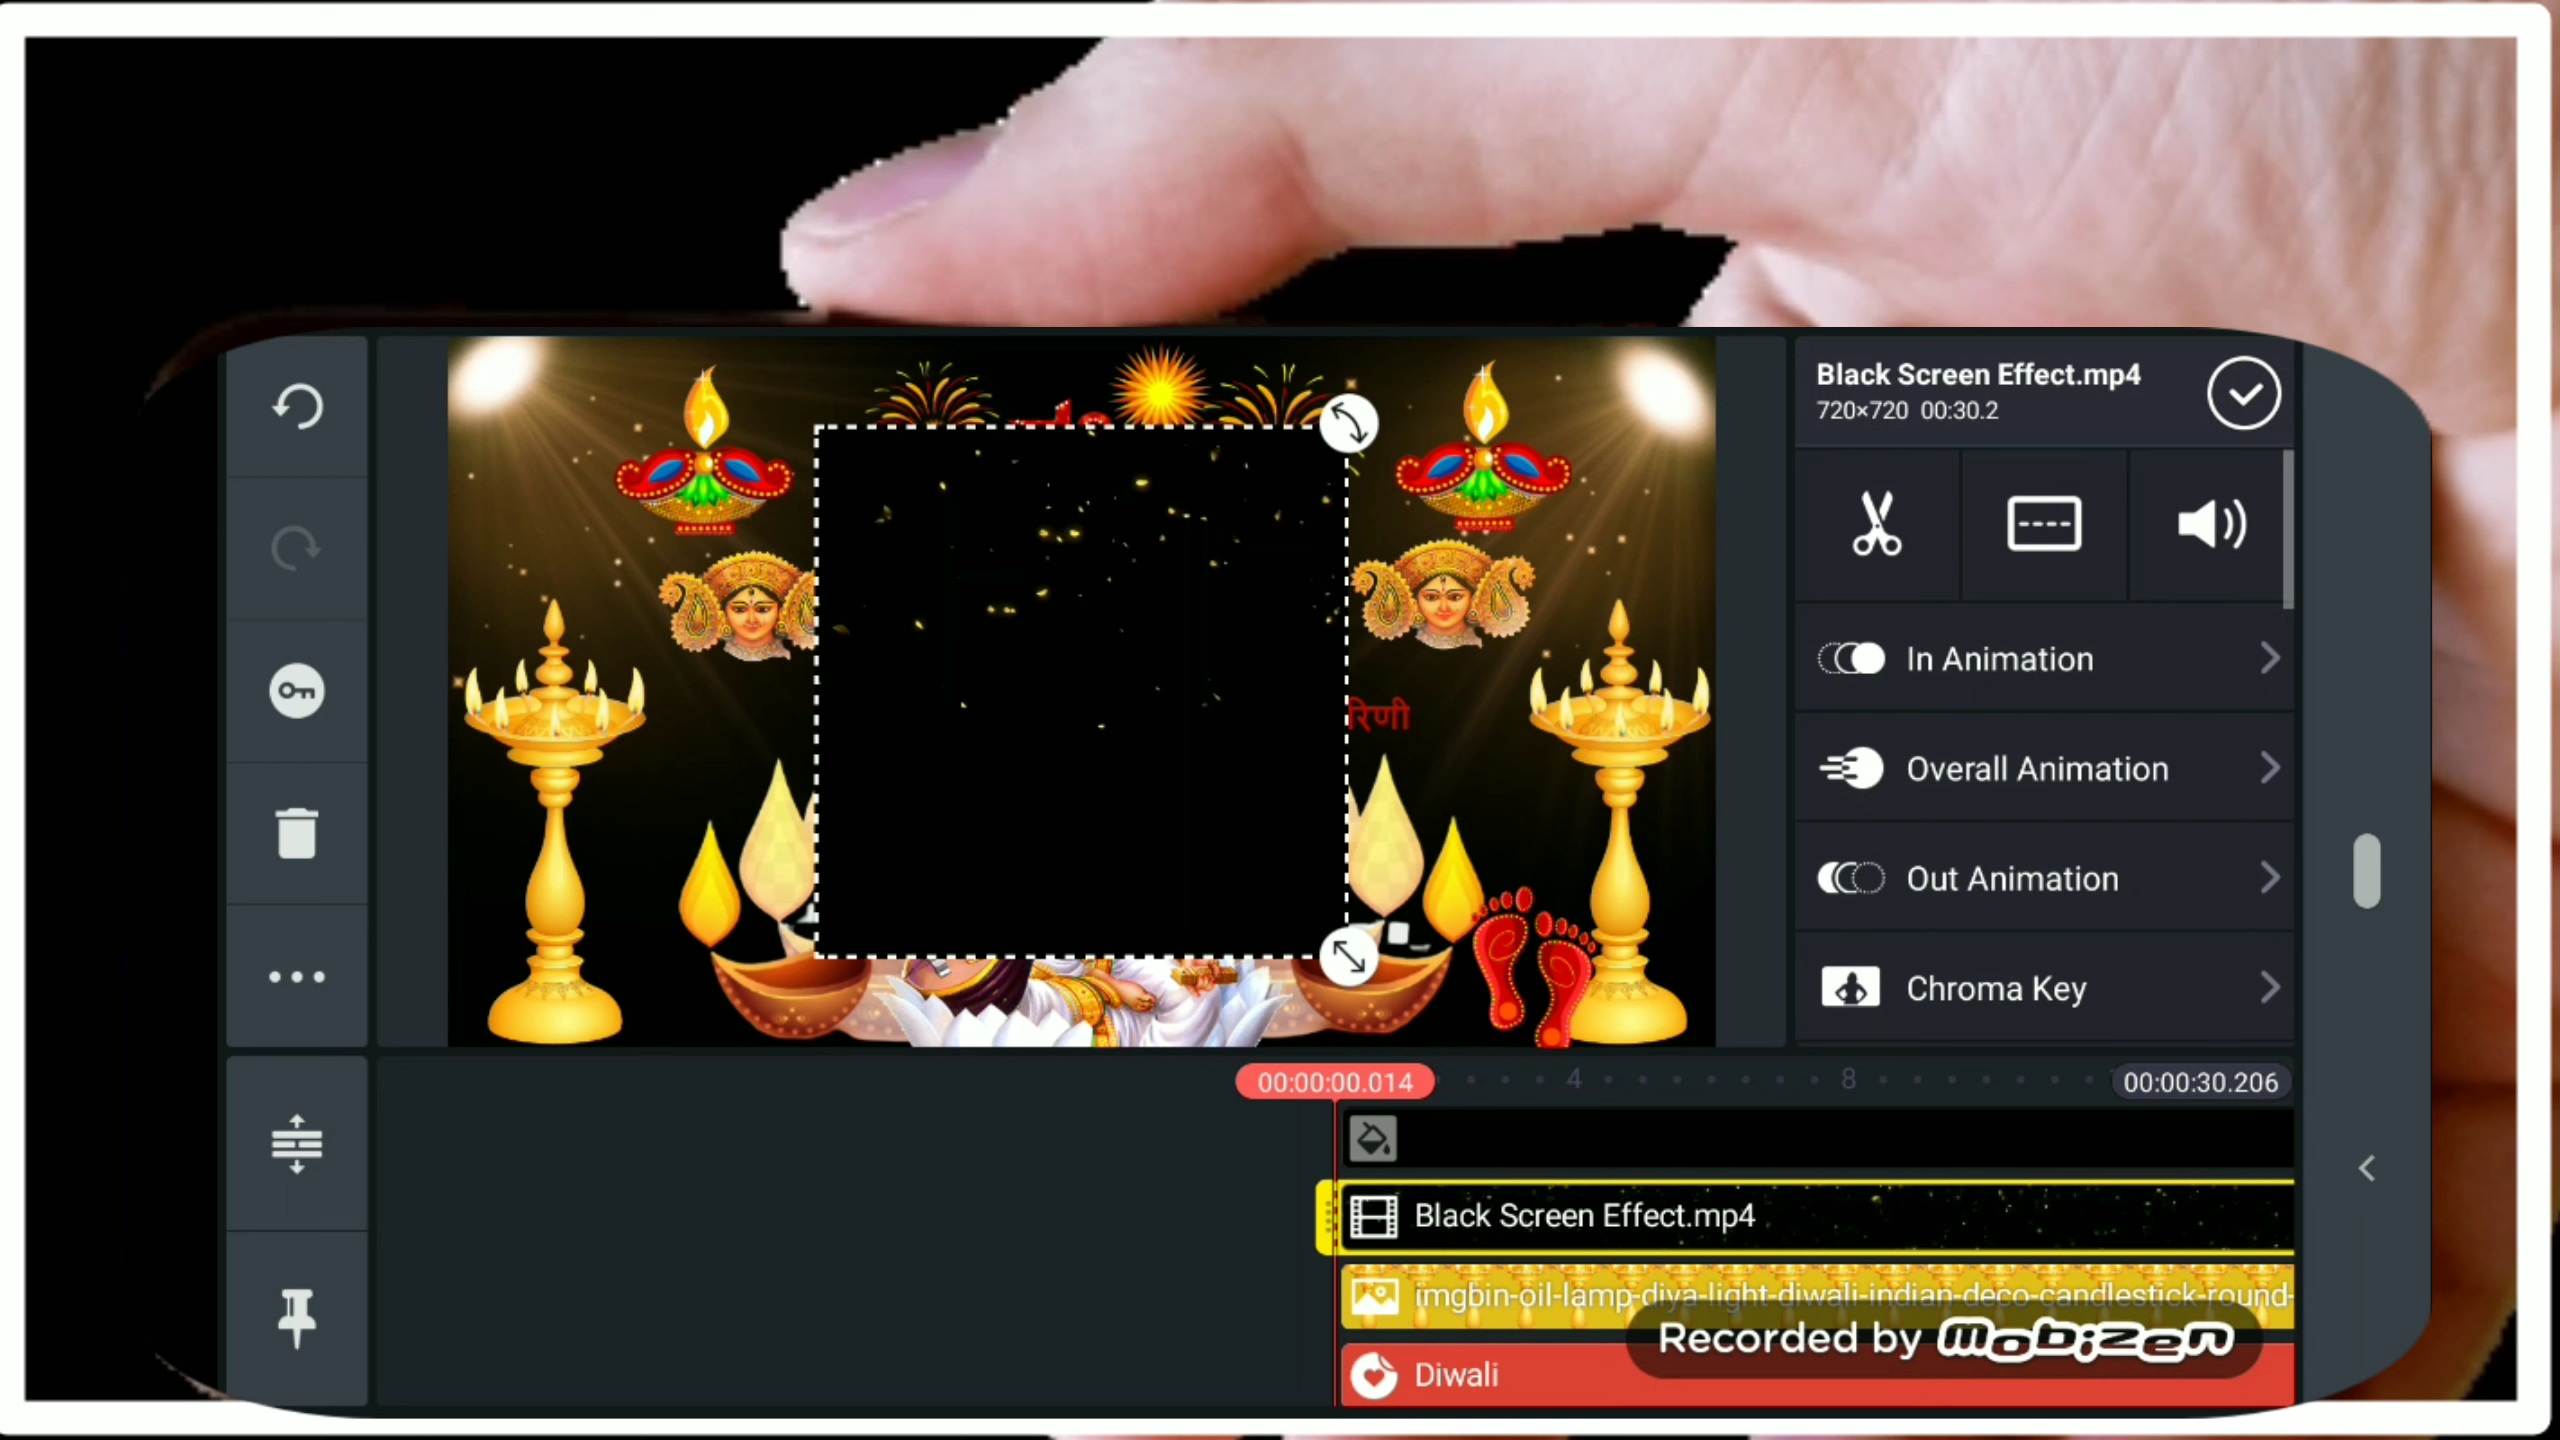 Black Screen Effect.mp4
720×720 00:30.2
In Animation
Overall Animation
Out Animation
Chroma Key
रिणी
00:00:00.014
4
8
00:00:30.206
Black Screen Effect.mp4
imgbin-oil-lamp-diya-light-diwali-indian-deco-candlestick-round-
Recorded by mobizen
Diwali